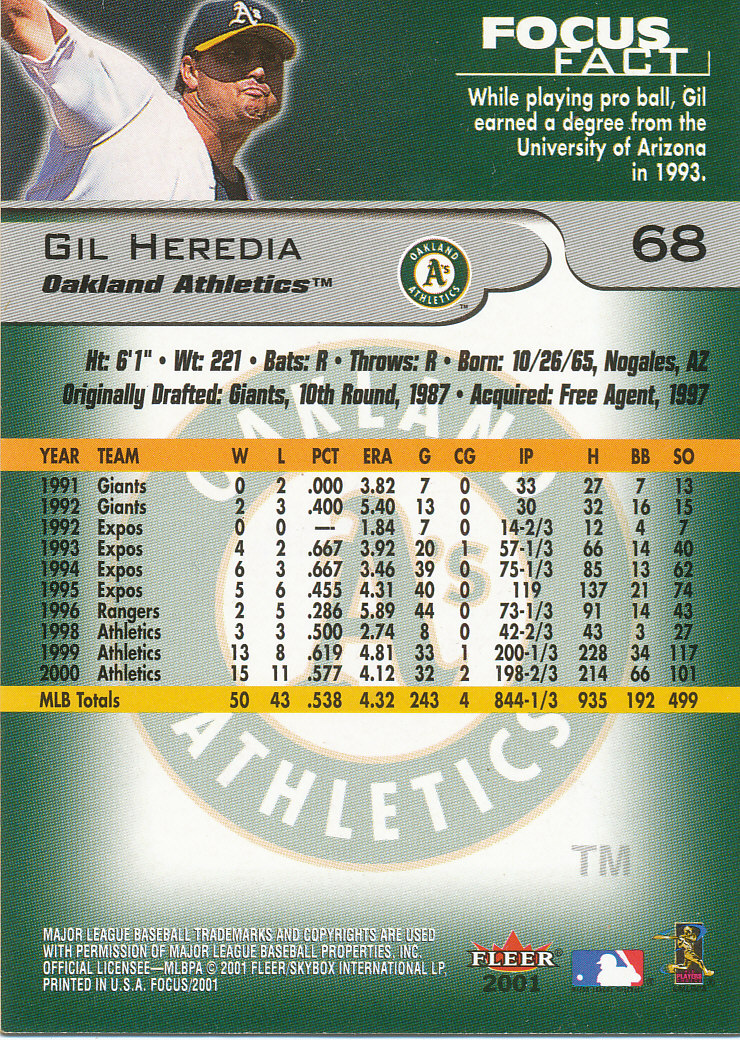 A's
FOCUS
FACT
While playing pro ball, Gil
earned a degree from the
University of Arizona
in 1993.
GIL HEREDIA
Oakland Athletics™
OAKLAND
A's
ATHLETICS
™
68
Ht: 6'1" • Wt: 221 • Bats: R • Throws: R • Born: 10/26/65, Nogales, AZ
Originally Drafted: Giants, 10th Round, 1987 • Acquired: Free Agent, 1997
YEAR TEAM W L PCT ERA G CG IP H BB SO
1991 Giants 0 2 .000 3.82 7 0 33 27 7 13
1992 Giants 2 3 .400 5.40 13 0 30 32 16 15
1992 Expos 0 0 — 1.84 7 0 14-2/3 12 4 7
1993 Expos 4 2 .667 3.92 20 1 57-1/3 66 14 40
1994 Expos 6 3 .667 3.46 39 0 75-1/3 85 13 62
1995 Expos 5 6 .455 4.31 40 0 119 137 21 74
1996 Rangers 2 5 .286 5.89 44 0 73-1/3 91 14 43
1998 Athletics 3 3 .500 2.74 8 0 42-2/3 43 3 27
1999 Athletics 13 8 .619 4.81 33 1 200-1/3 228 34 117
2000 Athletics 15 11 .577 4.12 32 2 198-2/3 214 66 101
MLB Totals 50 43 .538 4.32 243 4 844-1/3 935 192 499
OAKLAND
A's
ATHLETICS
TM
MAJOR LEAGUE BASEBALL TRADEMARKS AND COPYRIGHTS ARE USED
WITH PERMISSION OF MAJOR LEAGUE BASEBALL PROPERTIES, INC.
OFFICIAL LICENSEE—MLBPA © 2001 FLEER/SKYBOX INTERNATIONAL LP,
PRINTED IN U.S.A. FOCUS/2001
FLEER
2001
PLAYERS